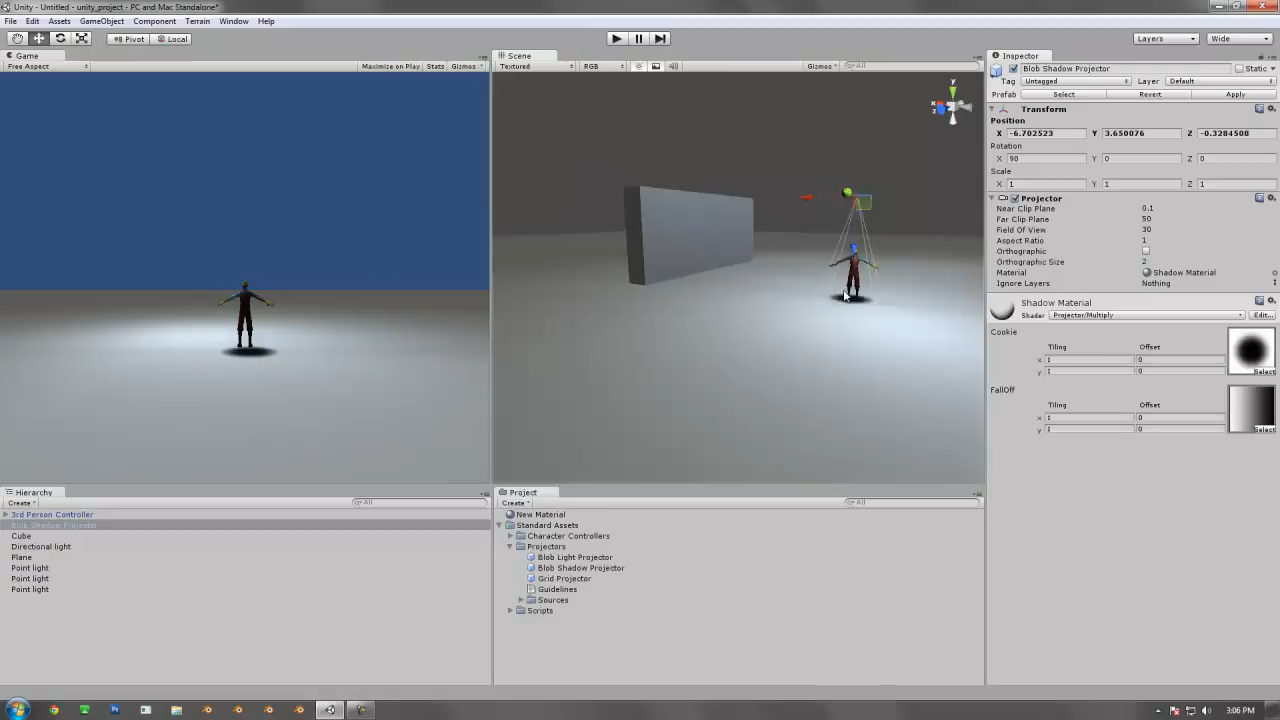 Unity - Untitled - unity_project - PC and Mac Standalone*
File Edit Assets GameObject Component Terrain Window Help
Pivot Local Layers Wide
Game Scene Inspector
Free Aspect Maximize on Play Stats Gizmos Textured RGB Gizmos All
Blob Shadow Projector Static
Tag Untagged Layer Default
Prefab Select Revert Apply
Transform
Position
X -6.702523 Y 3.650076 Z -0.3284508
Rotation
X 90 Y 0 Z 0
Scale
X 1 Y 1 Z 1
Projector
Near Clip Plane 0.1
Far Clip Plane 50
Field Of View 30
Aspect Ratio 1
Orthographic
Orthographic Size 2
Material Shadow Material
Ignore Layers Nothing
Shadow Material
Shader Projector/Multiply Edit...
Cookie
Tiling Offset
x 1 0
y 1 0
Select
FallOff
Tiling Offset
x 1 0
y 1 0
Select
y
x
z
Hierarchy
Create All
3rd Person Controller
Blob Shadow Projector
Cube
Directional light
Plane
Point light
Point light
Point light
Project
Create All
New Material
Standard Assets
Character Controllers
Projectors
Blob Light Projector
Blob Shadow Projector
Grid Projector
Guidelines
Sources
Scripts
3:06 PM